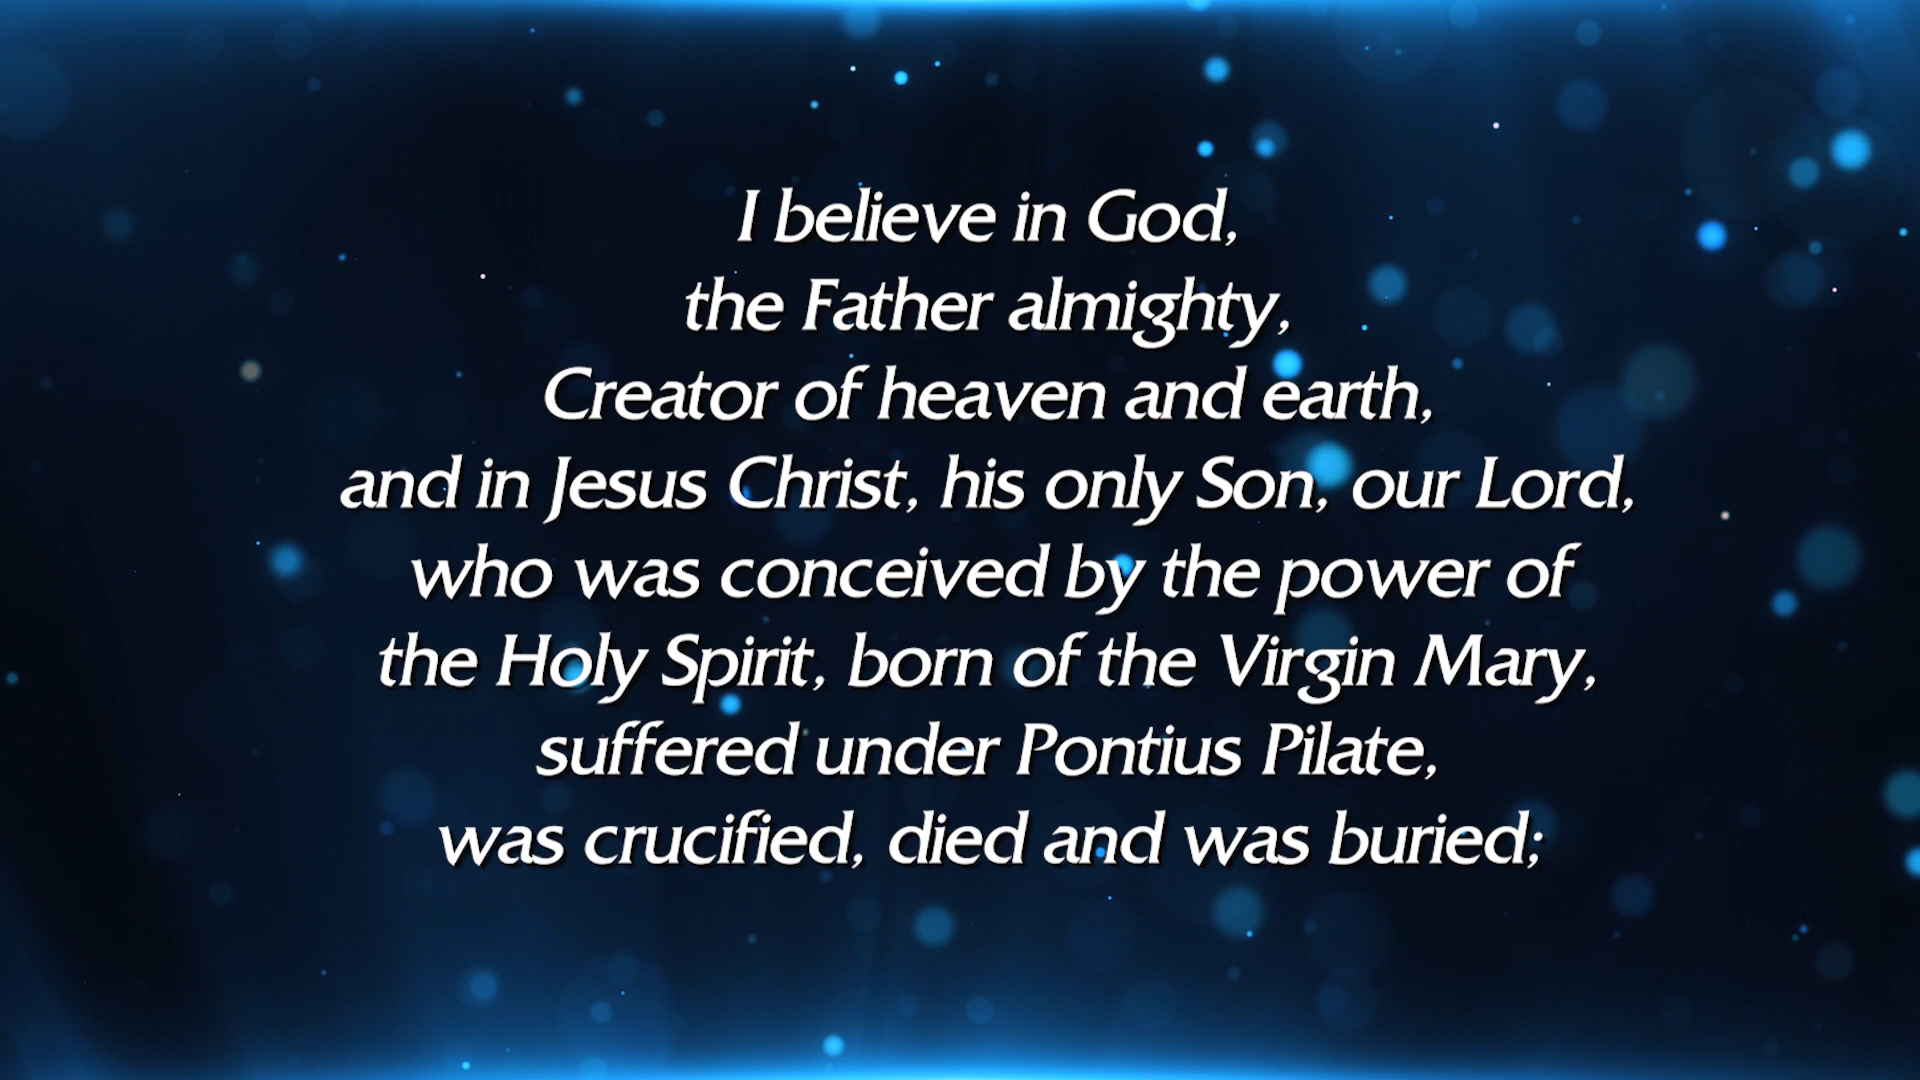 I believe in God,
the Father almighty,
Creator of heaven and earth,
and in Jesus Christ, his only Son, our Lord,
who was conceived by the power of
the Holy Spirit, born of the Virgin Mary,
suffered under Pontius Pilate,
was crucified, died and was buried;